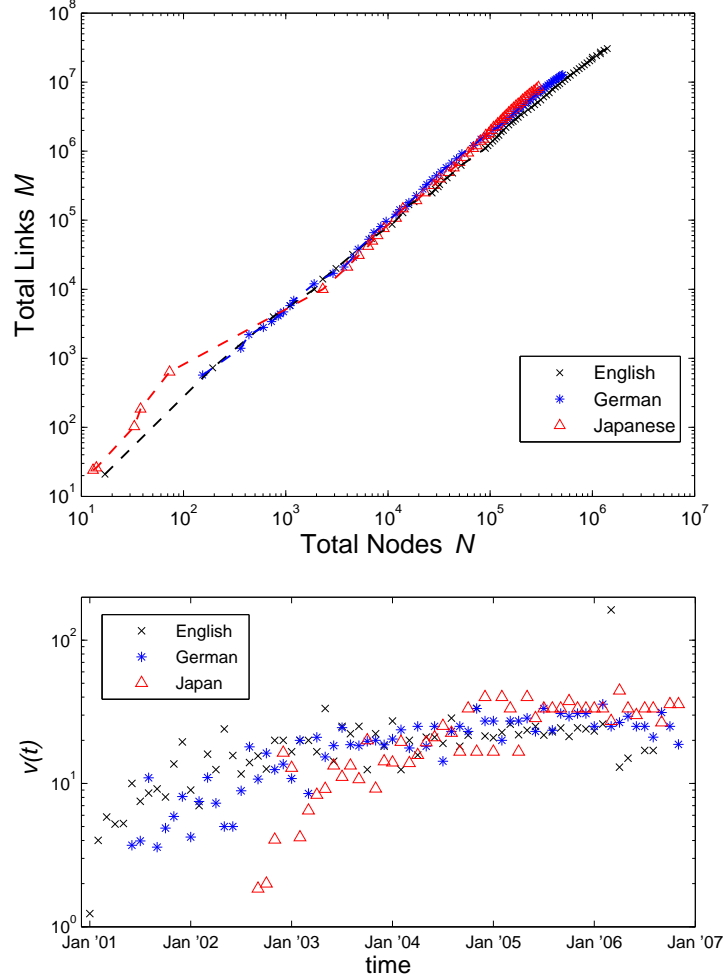 10^8
10^7
10^6
10^5
10^4
10^3
10^2
10^1
Total Links M
English
German
Japanese
10^1 10^2 10^3 10^4 10^5 10^6 10^7
Total Nodes N
English
German
Japan
10^2
10^1
10^0
v(t)
Jan '01 Jan '02 Jan '03 Jan '04 Jan '05 Jan '06 Jan '07
time